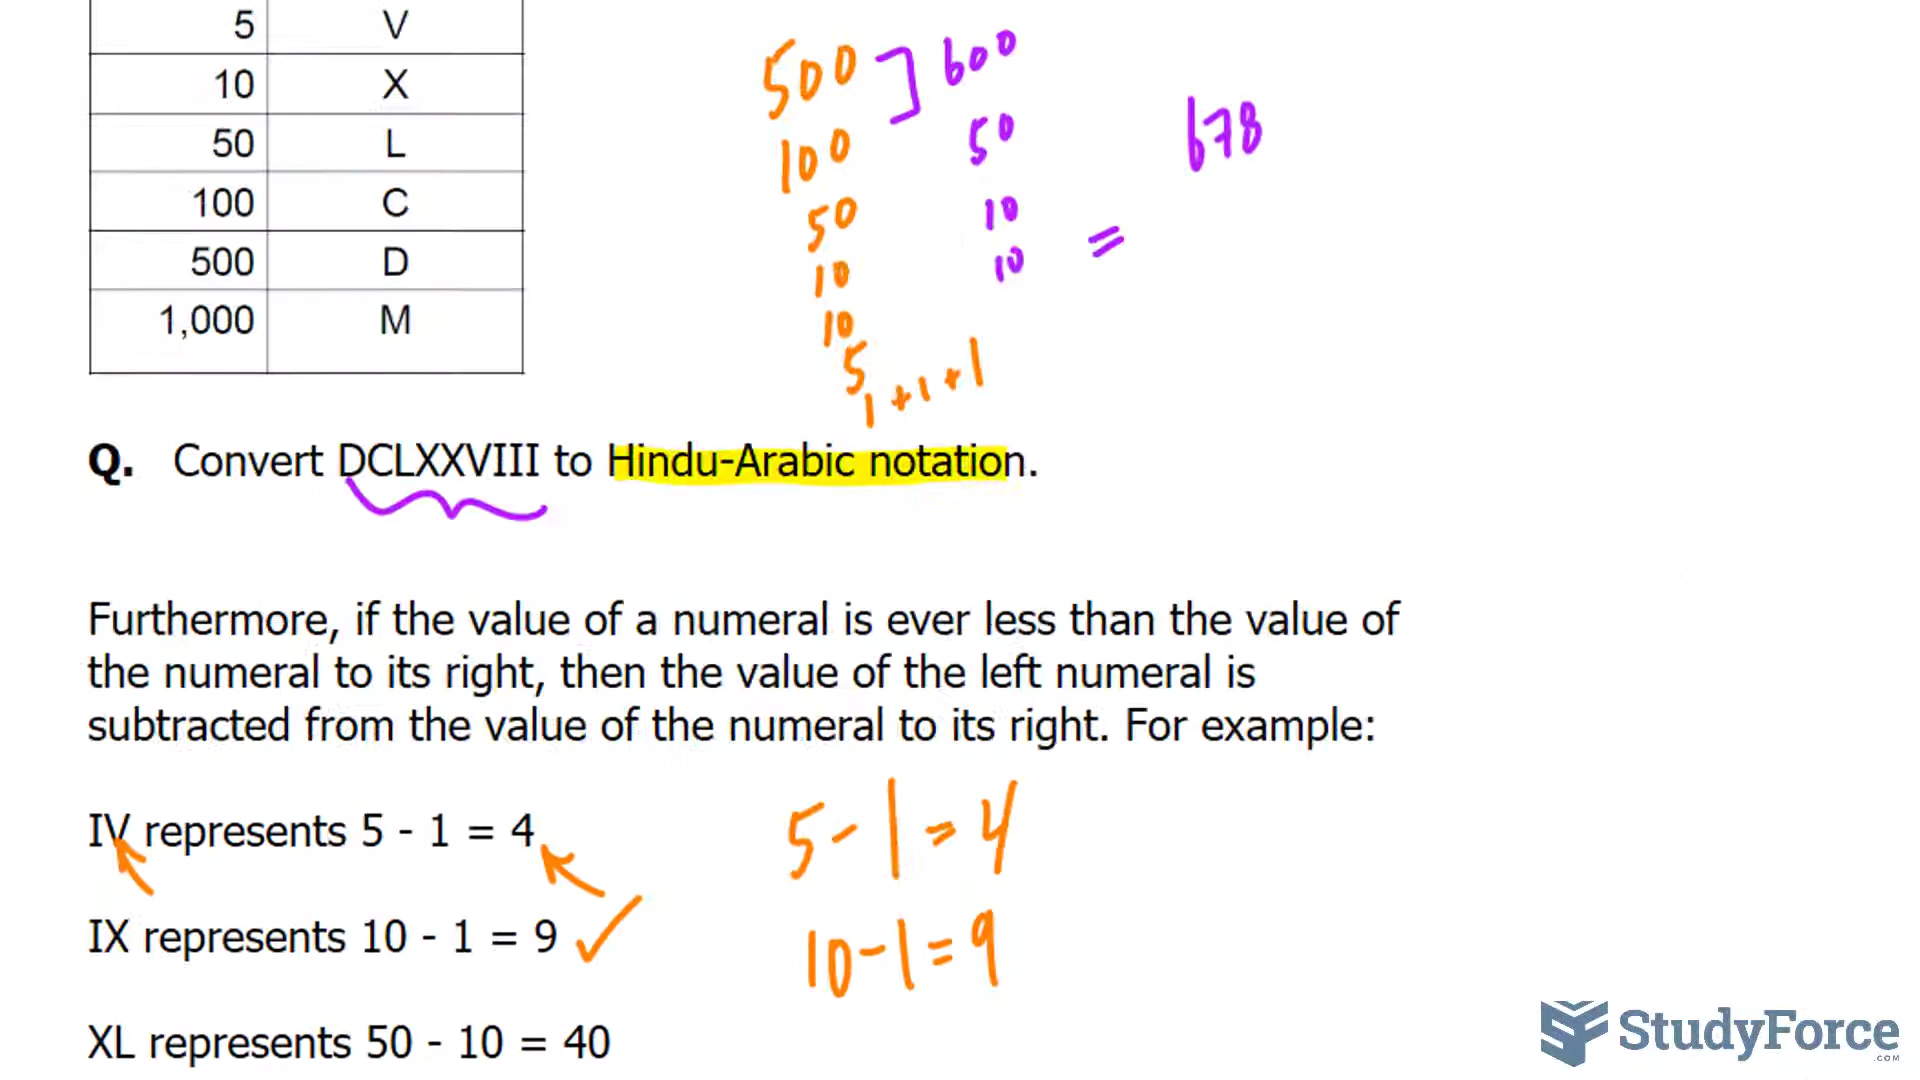 5 V
10 X
50 L
100 C
500 D
1,000 M
500 ] 600
100 50
50 10
10 10
10
5
1 + 1 + 1
= 678
Q. Convert DCLXXVIII to Hindu-Arabic notation.
Furthermore, if the value of a numeral is ever less than the value of
the numeral to its right, then the value of the left numeral is
subtracted from the value of the numeral to its right. For example:
IV represents 5 - 1 = 4
5 - 1 = 4
IX represents 10 - 1 = 9
10 - 1 = 9
XL represents 50 - 10 = 40
StudyForce
.COM